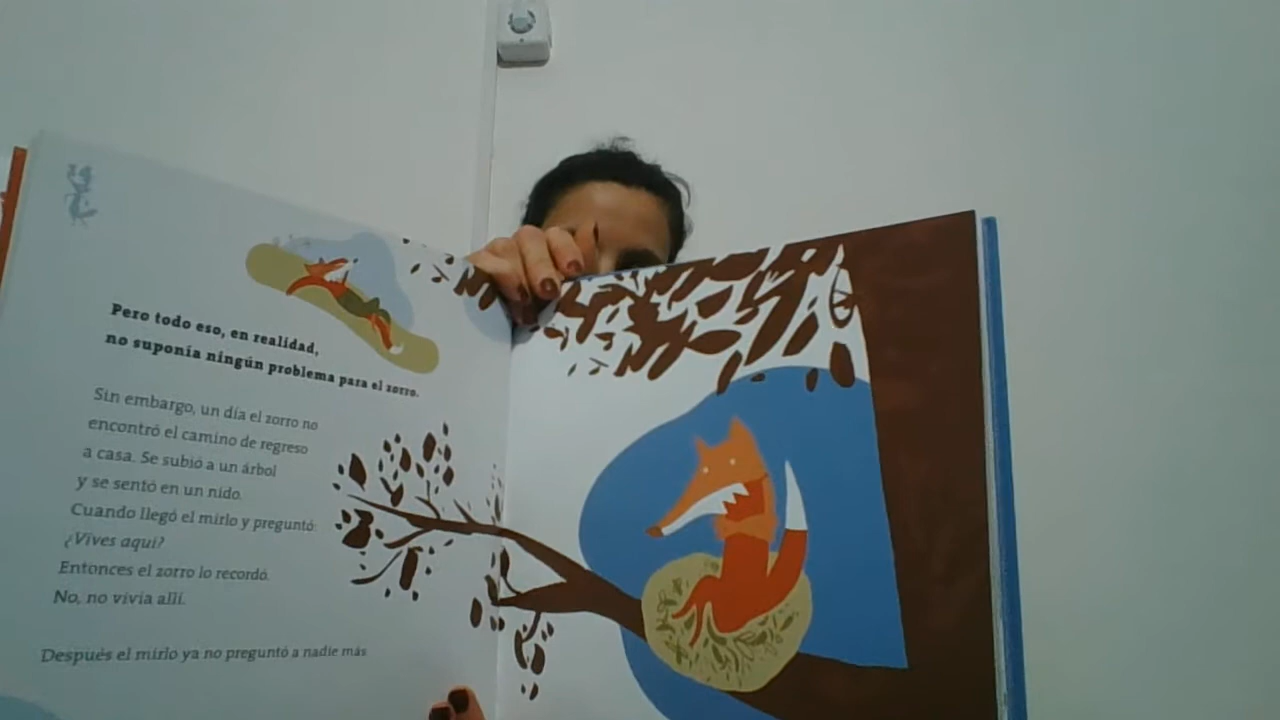 Pero todo eso, en realidad,
no suponía ningún problema para el zorro.
Sin embargo, un día el zorro no
encontró el camino de regreso
a casa. Se subió a un árbol
y se sentó en un nido.
Cuando llegó el mirlo y preguntó:
¿Vives aquí?
Entonces el zorro lo recordó.
No, no vivía allí.
Después el mirlo ya no preguntó a nadie más